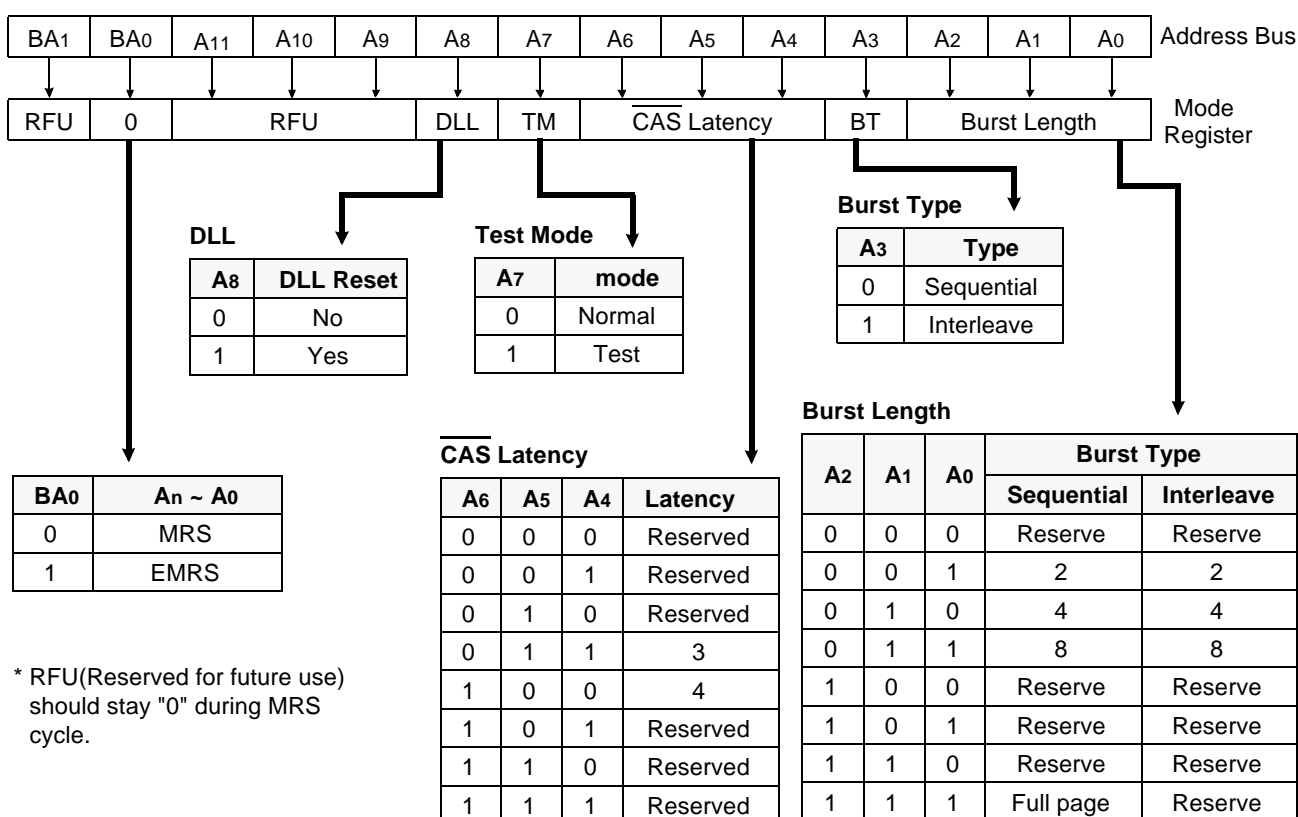 BA1 BA0 A11 A10 A9 A8 A7 A6 A5 A4 A3 A2 A1 A0 Address Bus
RFU 0 RFU DLL TM C̅A̅S̅ Latency BT Burst Length Mode Register
DLL
A8 DLL Reset
0 No
1 Yes
Test Mode
A7 mode
0 Normal
1 Test
Burst Type
A3 Type
0 Sequential
1 Interleave
BA0 An ~ A0
0 MRS
1 EMRS
* RFU(Reserved for future use)
should stay "0" during MRS
cycle.
C̅A̅S̅ Latency
A6 A5 A4 Latency
0 0 0 Reserved
0 0 1 Reserved
0 1 0 Reserved
0 1 1 3
1 0 0 4
1 0 1 Reserved
1 1 0 Reserved
1 1 1 Reserved
Burst Length
A2 A1 A0 Burst Type
Sequential Interleave
0 0 0 Reserve Reserve
0 0 1 2 2
0 1 0 4 4
0 1 1 8 8
1 0 0 Reserve Reserve
1 0 1 Reserve Reserve
1 1 0 Reserve Reserve
1 1 1 Full page Reserve